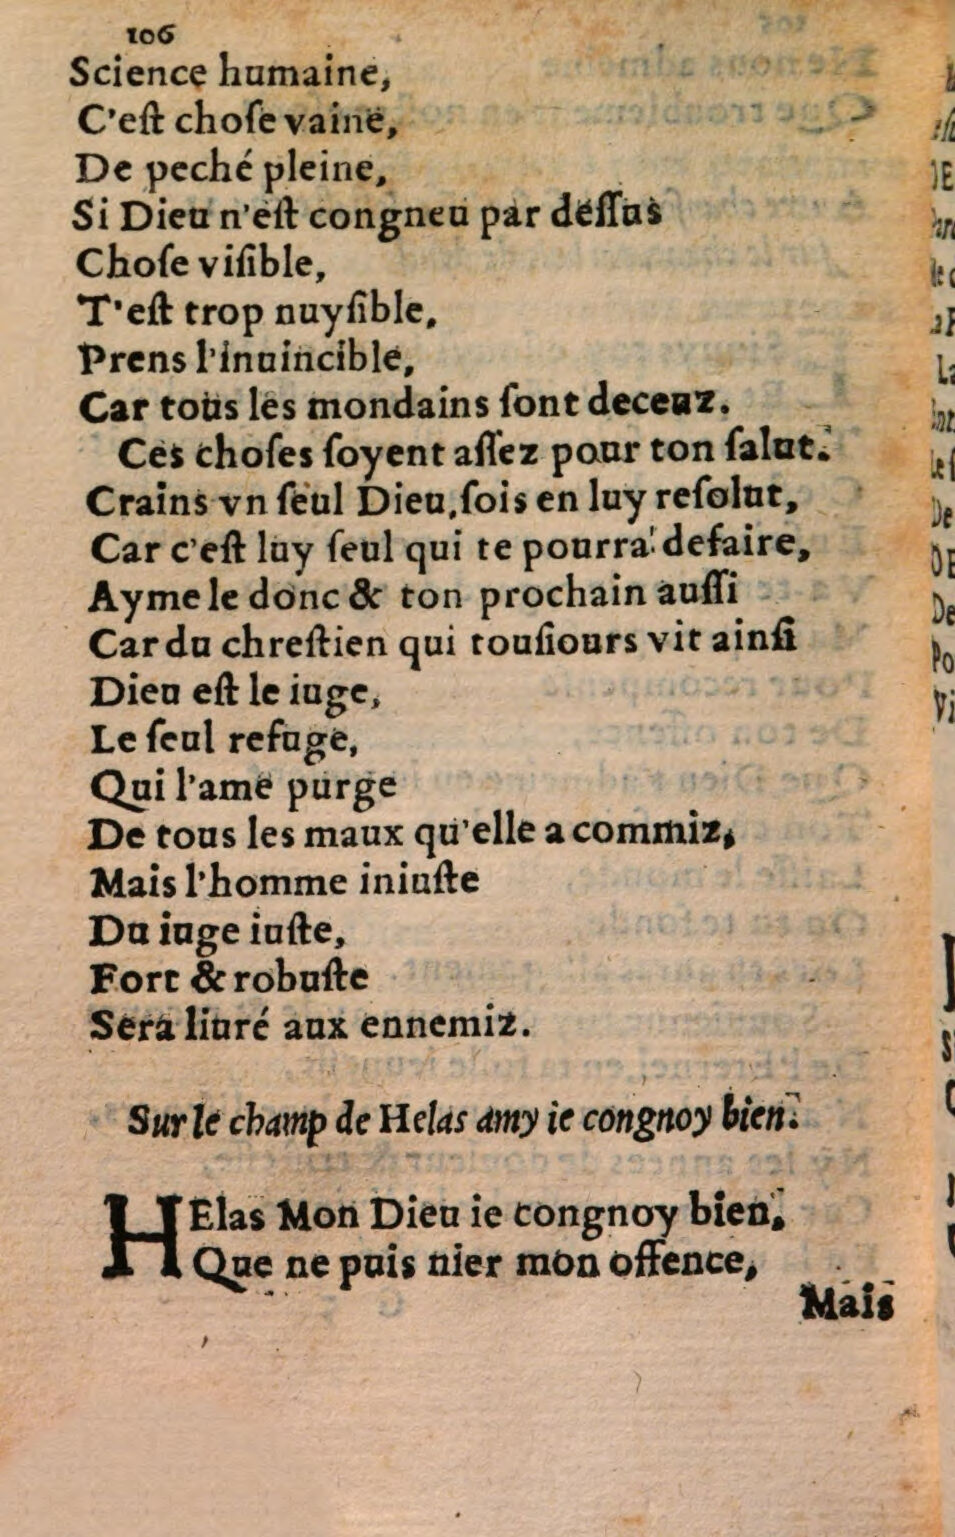 106
Science humaine,
C'eſt choſe vaine,
De peché pleine,
Si Dieu n'eſt congneu par deſſus
Choſe viſible,
T'eſt trop nuyſible,
Prens l'inuincible,
Car tous les mondains ſont deceuz.
Ces choſes ſoyent aſſez pour ton ſalut.
Crains vn ſeul Dieu, ſois en luy reſolut,
Car c'eſt luy ſeul qui te pourra defaire,
Ayme le donc & ton prochain auſſi
Car du chreſtien qui touſiours vit ainſi
Dieu eſt le iuge,
Le ſeul refuge,
Qui l'ame purge
De tous les maux qu'elle a commiz,
Mais l'homme iniuſte
Du iuge iuſte,
Fort & robuſte
Sera liuré aux ennemiz.
Sur le champ de Helas amy ie congnoy bien.
HElas Mon Dieu ie congnoy bien,
Que ne puis nier mon offence,
Mais